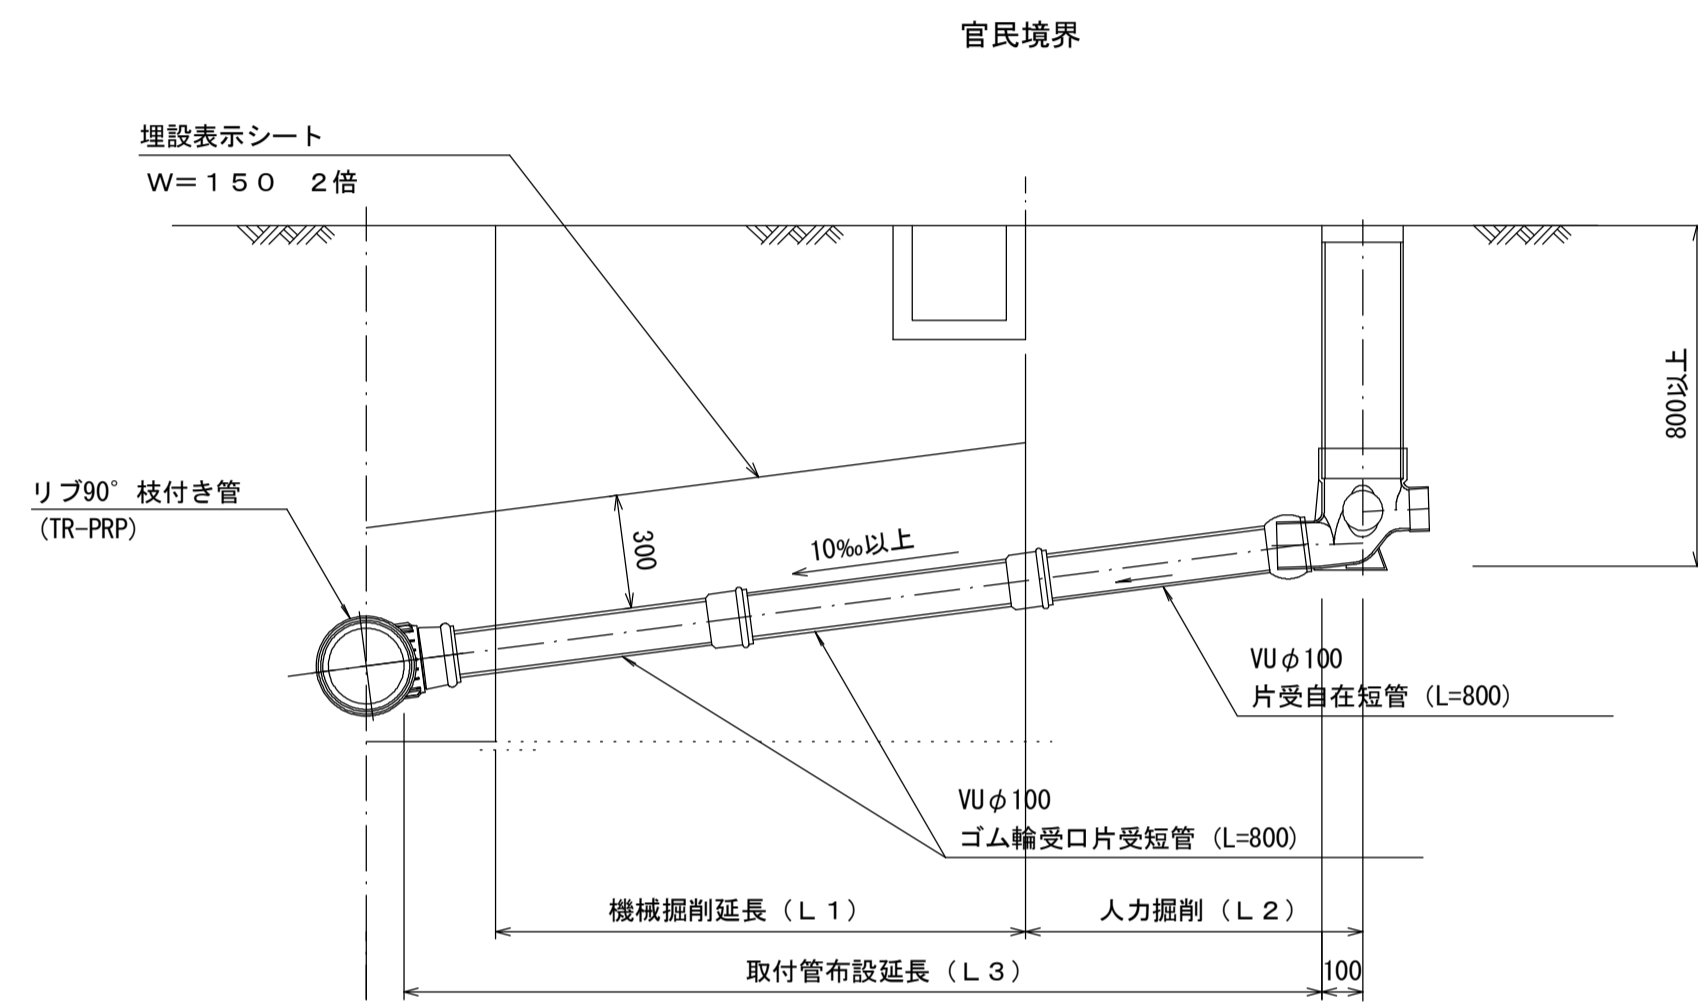 官民境界
埋設表示シート
W=150 2倍
800以上
リブ90°枝付き管
(TR-PRP)
300
10‰以上
VUφ100
片受自在短管(L=800)
VUφ100
ゴム輪受口片受短管(L=800)
機械掘削延長(L1)
人力掘削(L2)
取付管布設延長(L3)
100